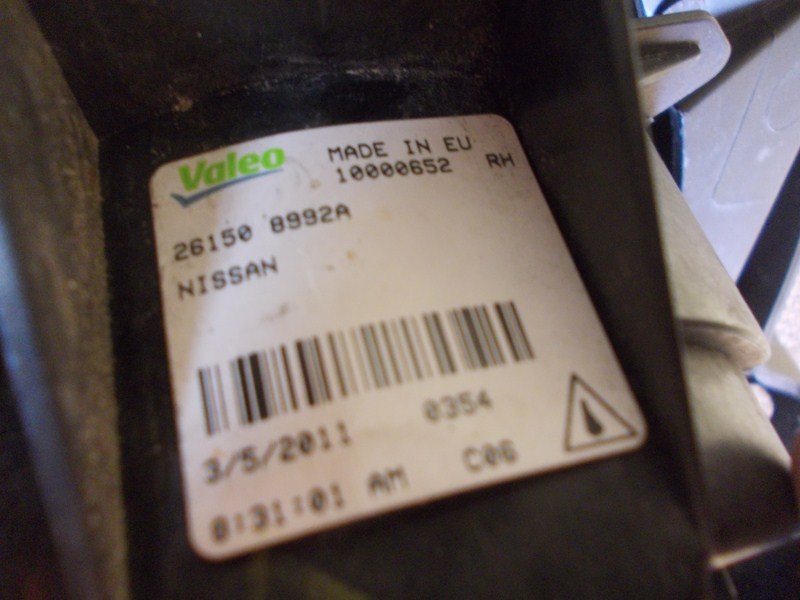 Valeo MADE IN EU
10000652 RH
26150 8992A
NISSAN
3/5/2011 0354
8:31:01 AM C06